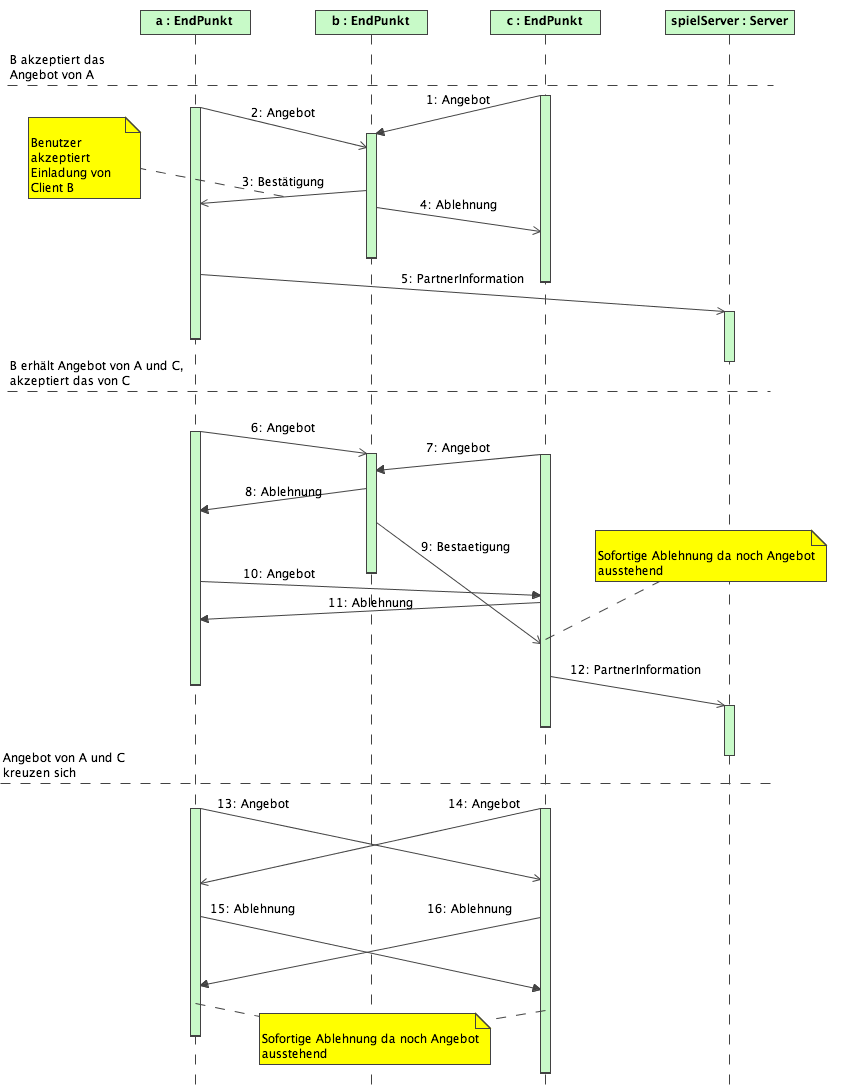 a : EndPunkt
b : EndPunkt
c : EndPunkt
spielServer : Server
B akzeptiert das
Angebot von A
1: Angebot
2: Angebot
Benutzer
akzeptiert
Einladung von
Client B
3: Bestätigung
4: Ablehnung
5: PartnerInformation
B erhält Angebot von A und C,
akzeptiert das von C
6: Angebot
7: Angebot
8: Ablehnung
9: Bestaetigung
Sofortige Ablehnung da noch Angebot
ausstehend
10: Angebot
11: Ablehnung
12: PartnerInformation
Angebot von A und C
kreuzen sich
13: Angebot
14: Angebot
15: Ablehnung
16: Ablehnung
Sofortige Ablehnung da noch Angebot
ausstehend